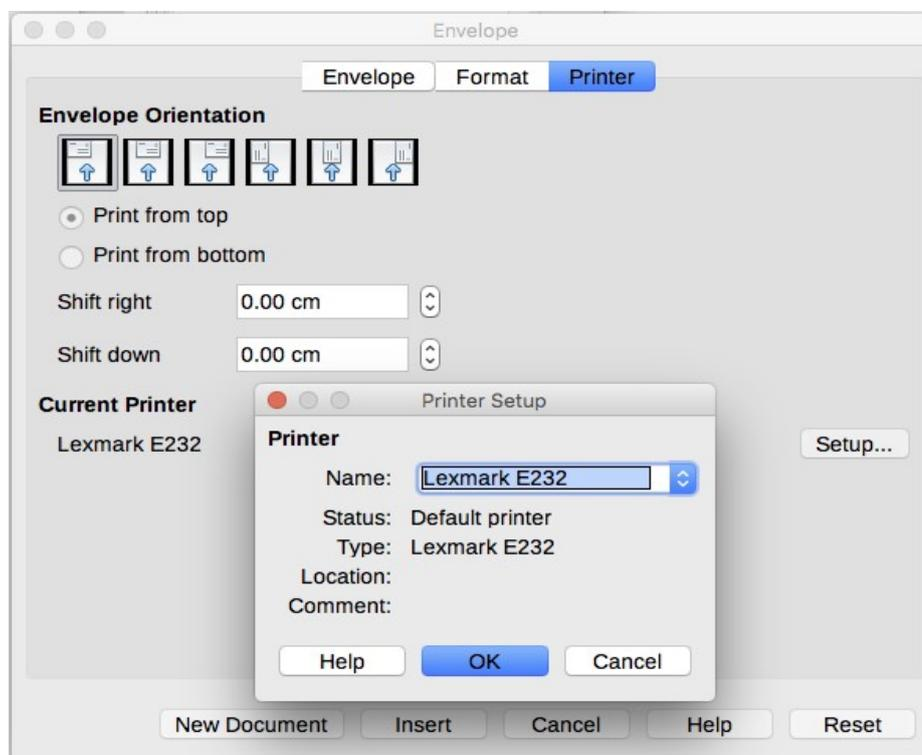 Envelope
Envelope Format Printer
Envelope Orientation
Print from top
Print from bottom
Shift right 0.00 cm
Shift down 0.00 cm
Current Printer
Lexmark E232
Setup...
Printer Setup
Printer
Name: Lexmark E232
Status: Default printer
Type: Lexmark E232
Location:
Comment:
Help OK Cancel
New Document Insert Cancel Help Reset